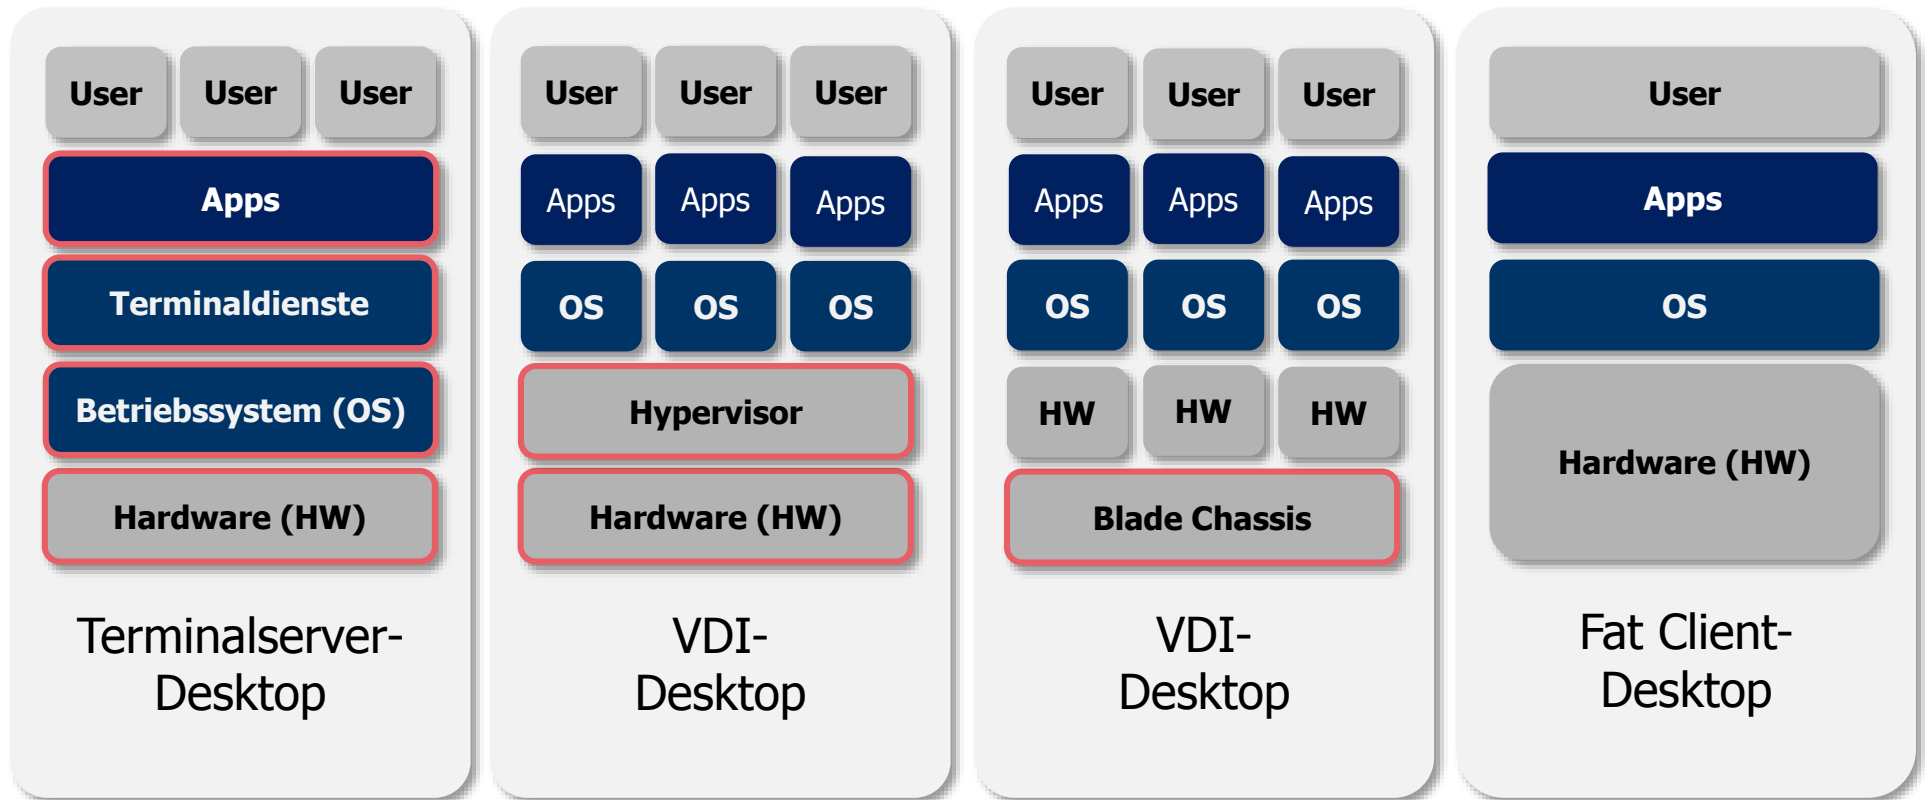 User User User
Apps
Terminaldienste
Betriebssystem (OS)
Hardware (HW)
Terminalserver-
Desktop
User User User
Apps Apps Apps
OS OS OS
Hypervisor
Hardware (HW)
VDI-
Desktop
User User User
Apps Apps Apps
OS OS OS
HW HW HW
Blade Chassis
VDI-
Desktop
User
Apps
OS
Hardware (HW)
Fat Client-
Desktop